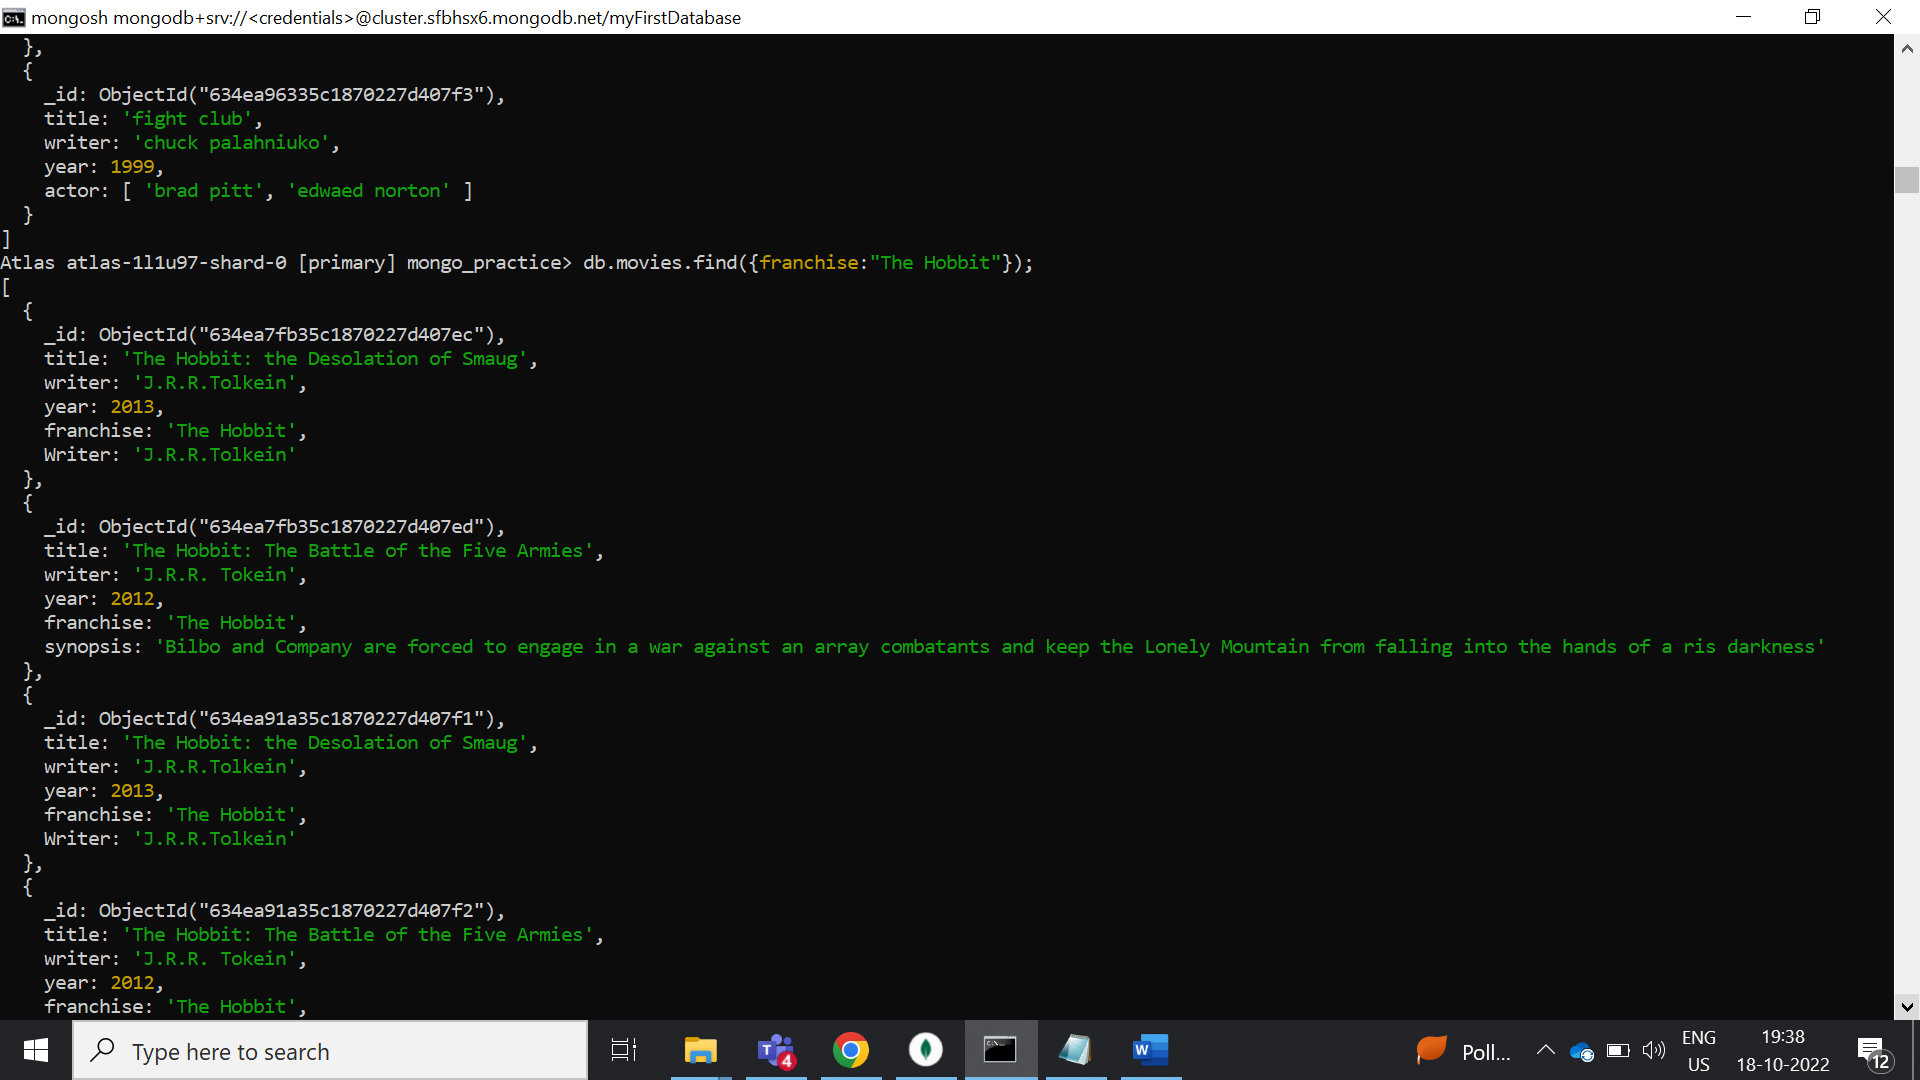 mongosh mongodb+srv://<credentials>@cluster.sfbhsx6.mongodb.net/myFirstDatabase
},
{
_id: ObjectId("634ea96335c1870227d407f3"),
title: 'fight club',
writer: 'chuck palahniuko',
year: 1999,
actor: [ 'brad pitt', 'edwaed norton' ]
}
]
Atlas atlas-1l1u97-shard-0 [primary] mongo_practice> db.movies.find({franchise:"The Hobbit"});
[
{
_id: ObjectId("634ea7fb35c1870227d407ec"),
title: 'The Hobbit: the Desolation of Smaug',
writer: 'J.R.R.Tolkein',
year: 2013,
franchise: 'The Hobbit',
Writer: 'J.R.R.Tolkein'
},
{
_id: ObjectId("634ea7fb35c1870227d407ed"),
title: 'The Hobbit: The Battle of the Five Armies',
writer: 'J.R.R. Tokein',
year: 2012,
franchise: 'The Hobbit',
synopsis: 'Bilbo and Company are forced to engage in a war against an array combatants and keep the Lonely Mountain from falling into the hands of a ris darkness'
},
{
_id: ObjectId("634ea91a35c1870227d407f1"),
title: 'The Hobbit: the Desolation of Smaug',
writer: 'J.R.R.Tolkein',
year: 2013,
franchise: 'The Hobbit',
Writer: 'J.R.R.Tolkein'
},
{
_id: ObjectId("634ea91a35c1870227d407f2"),
title: 'The Hobbit: The Battle of the Five Armies',
writer: 'J.R.R. Tokein',
year: 2012,
franchise: 'The Hobbit',
Type here to search
T 4
W
Poll...
ENG
US
19:38
18-10-2022
12